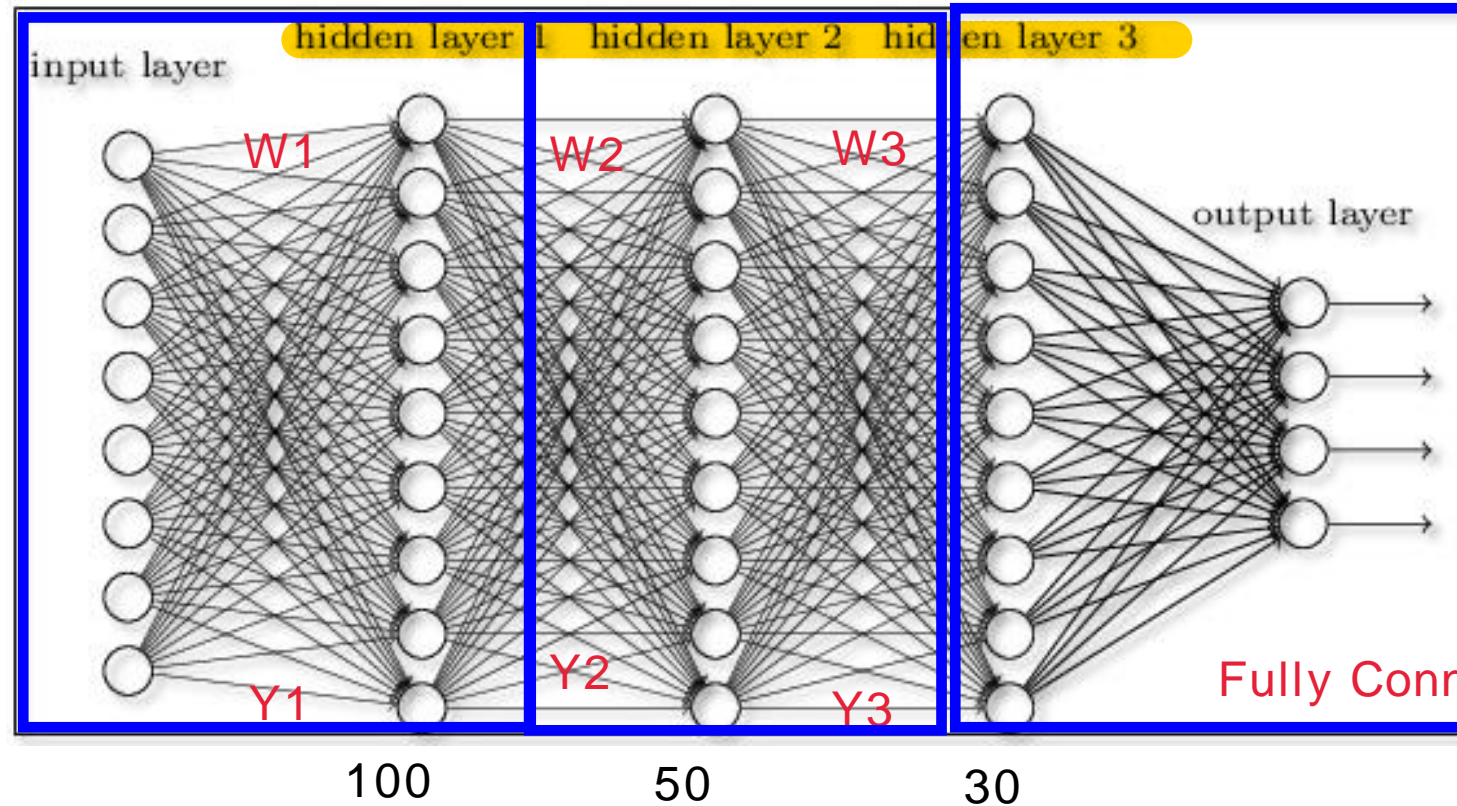 hidden layer 1 hidden layer 2 hidden layer 3
input layer
W1 W2 W3
output layer
Y1 Y2 Y3
Fully Conn
100 50 30